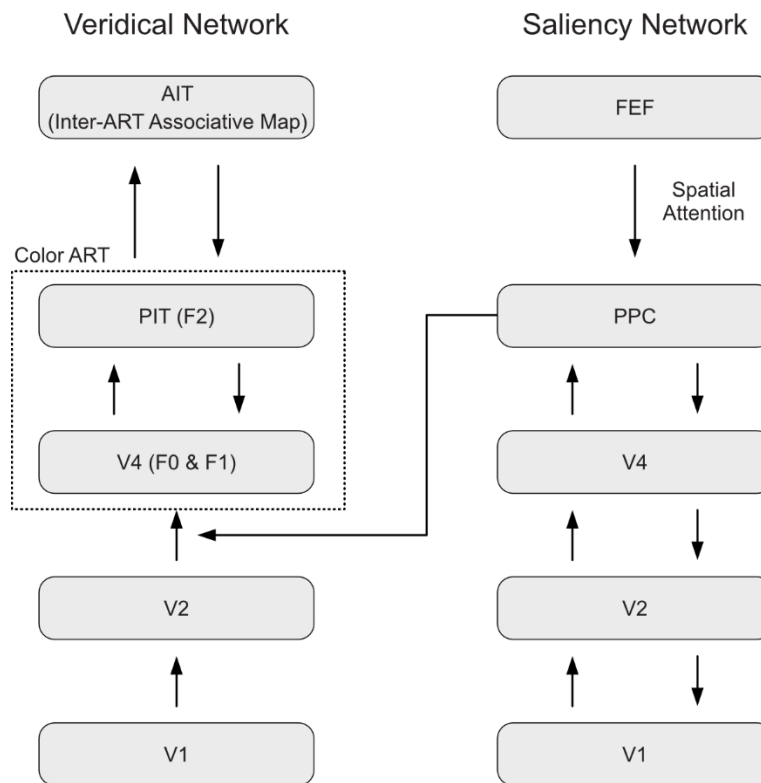 Veridical Network
Saliency Network
AIT
(Inter-ART Associative Map)
FEF
Spatial
Attention
Color ART
PIT (F2)
PPC
V4 (F0 & F1)
V4
V2
V2
V1
V1